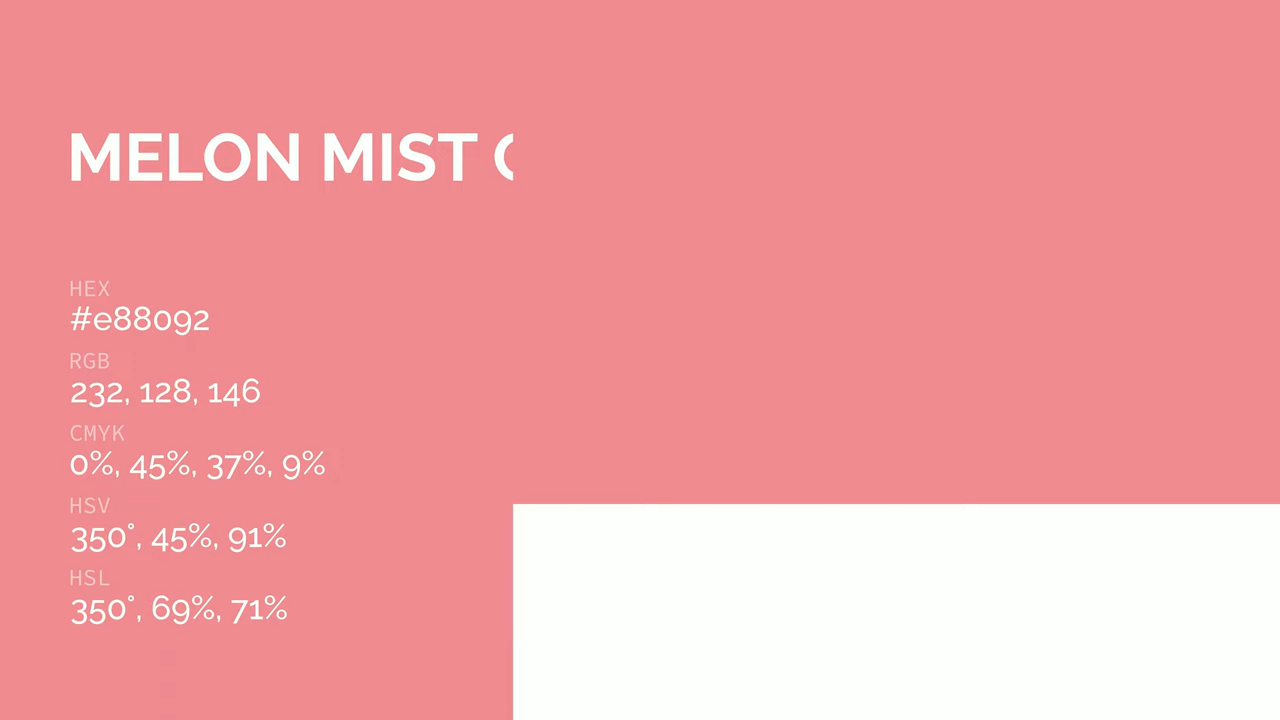 MELON MIST
HEX
#e88092
RGB
232, 128, 146
CMYK
0%, 45%, 37%, 9%
HSV
350°, 45%, 91%
HSL
350°, 69%, 71%